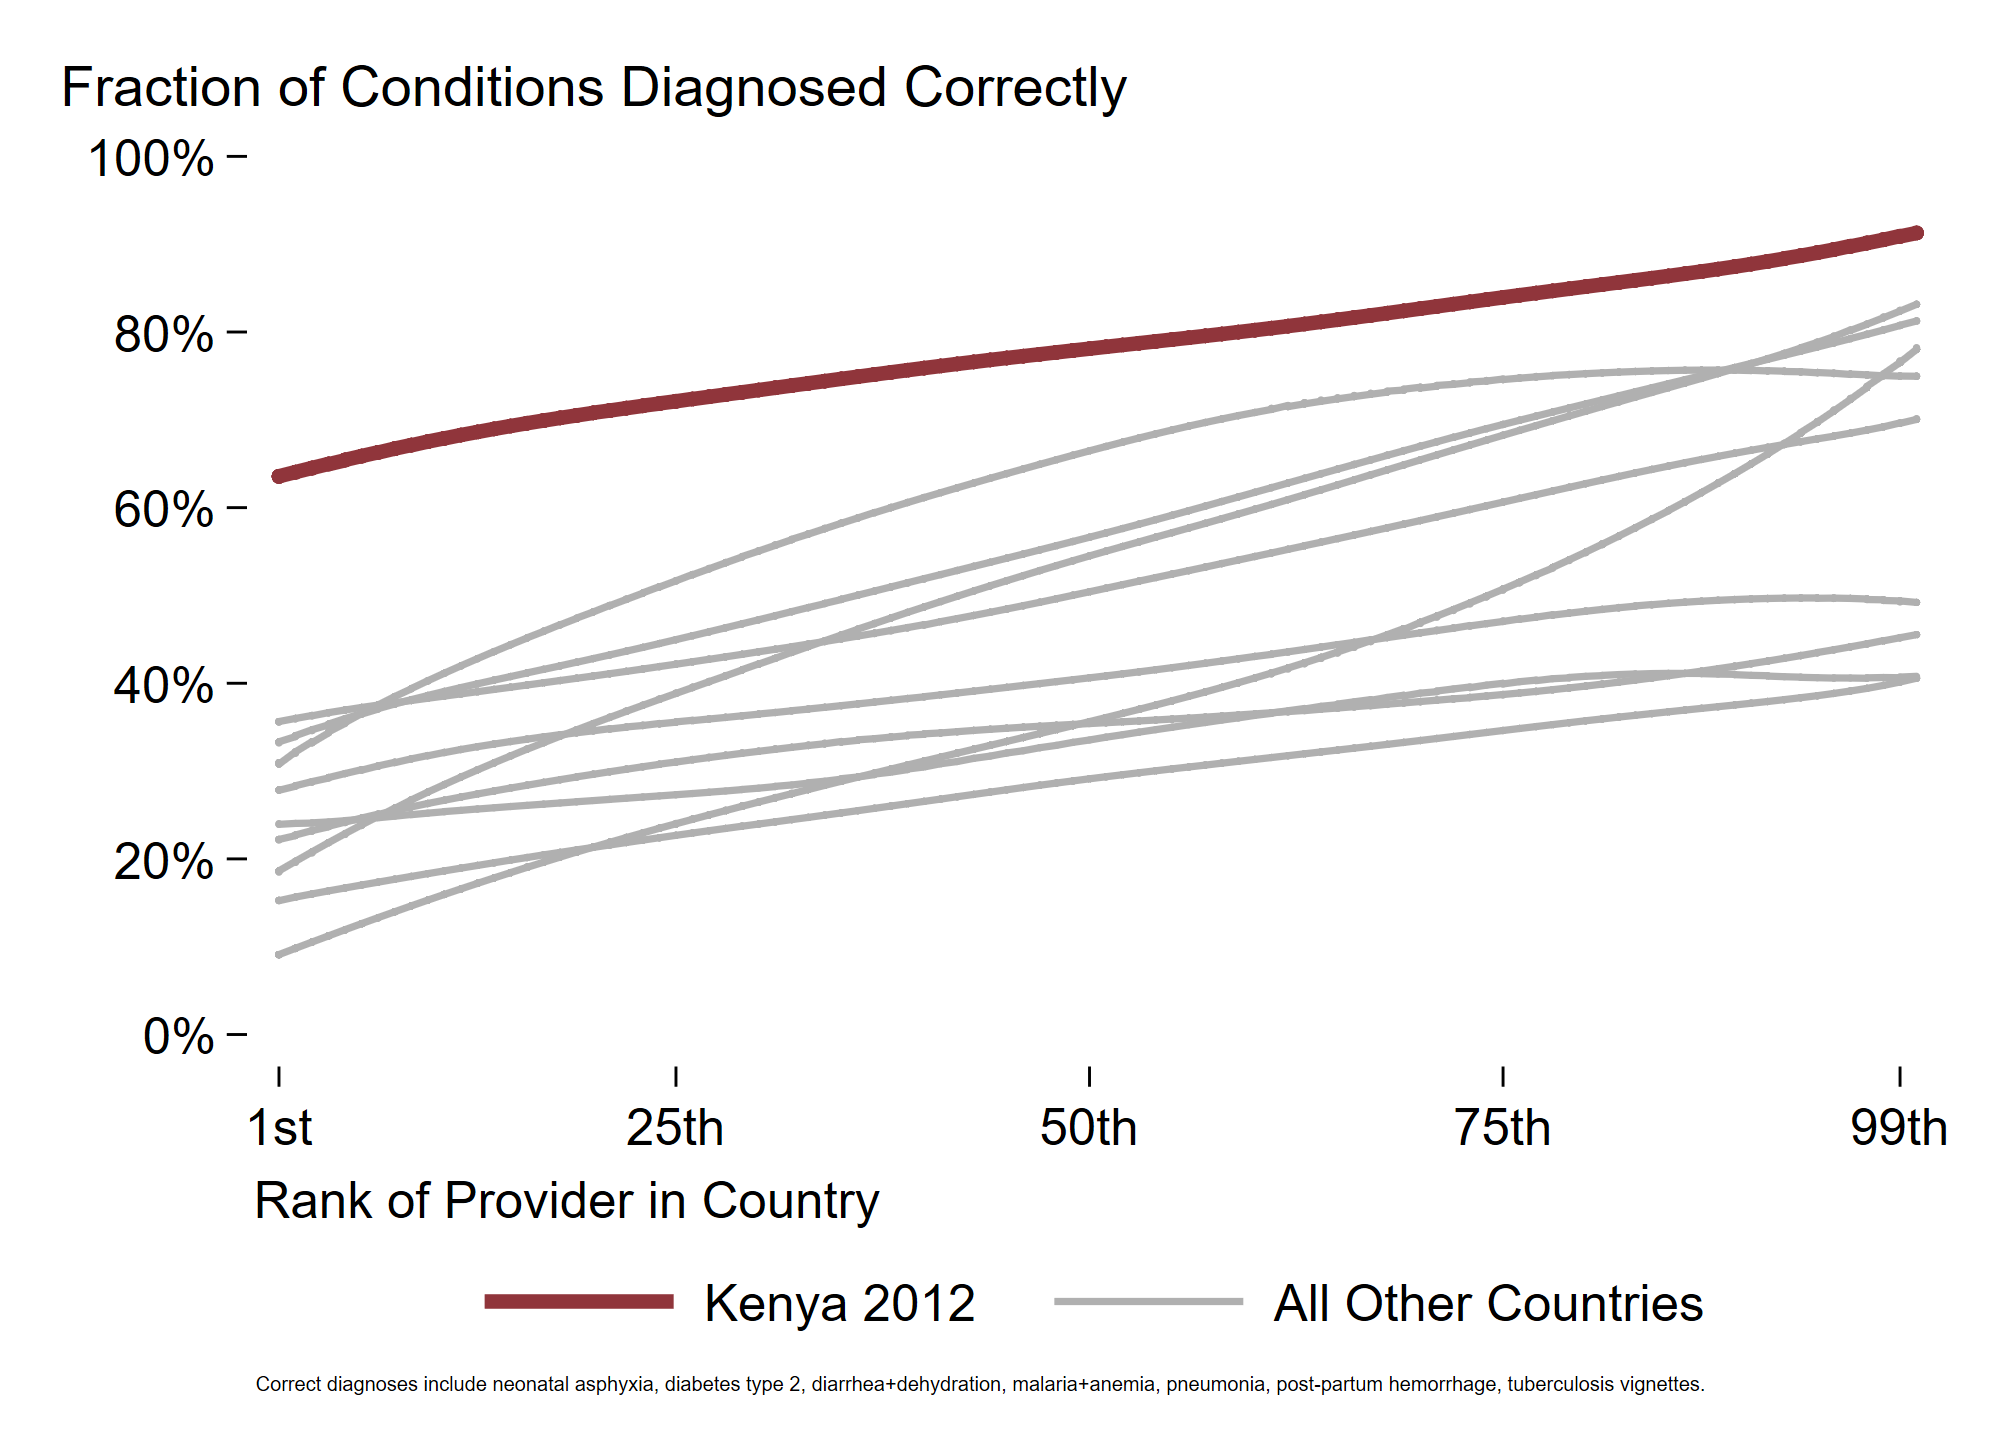 Fraction of Conditions Diagnosed Correctly
100%
80%
60%
40%
20%
0%
1st 25th 50th 75th 99th
Rank of Provider in Country
Kenya 2012 All Other Countries
Correct diagnoses include neonatal asphyxia, diabetes type 2, diarrhea+dehydration, malaria+anemia, pneumonia, post-partum hemorrhage, tuberculosis vignettes.